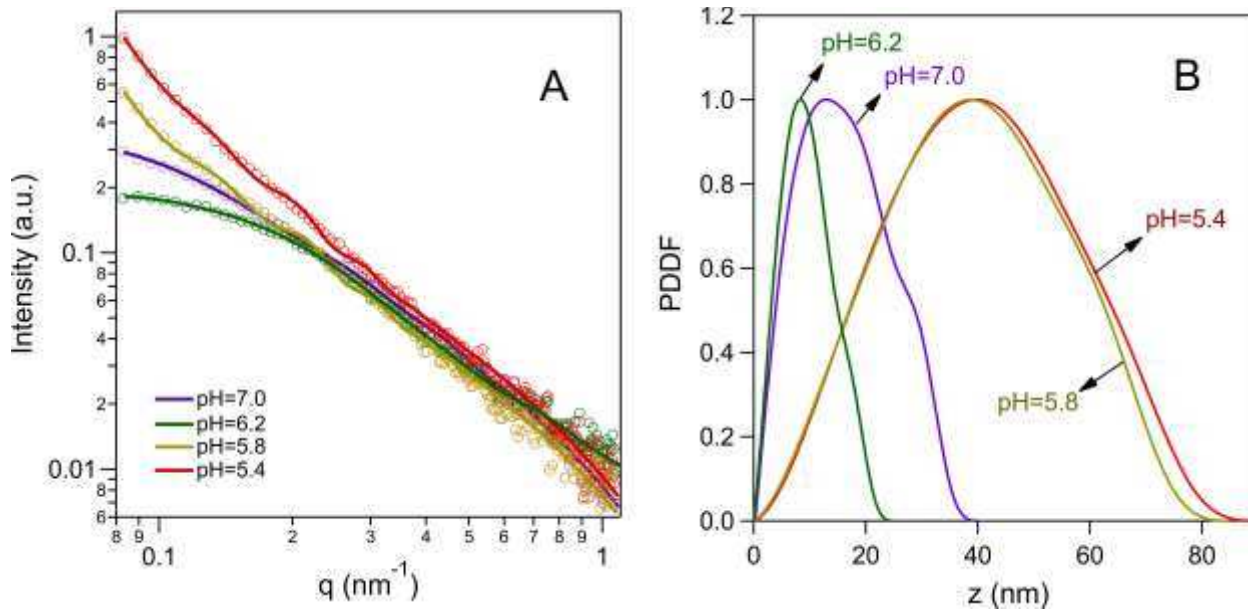 A
Intensity (a.u.)
1
8
6
4
2
0.1
8
6
4
2
0.01
8
6
pH=7.0
pH=6.2
pH=5.8
pH=5.4
8 9 2 3 4 5 6 7 8 9
0.1 1
q (nm⁻¹)
B
PDDF
1.2
1.0
0.8
0.6
0.4
0.2
0.0
pH=6.2
pH=7.0
pH=5.4
pH=5.8
0 20 40 60 80
z (nm)